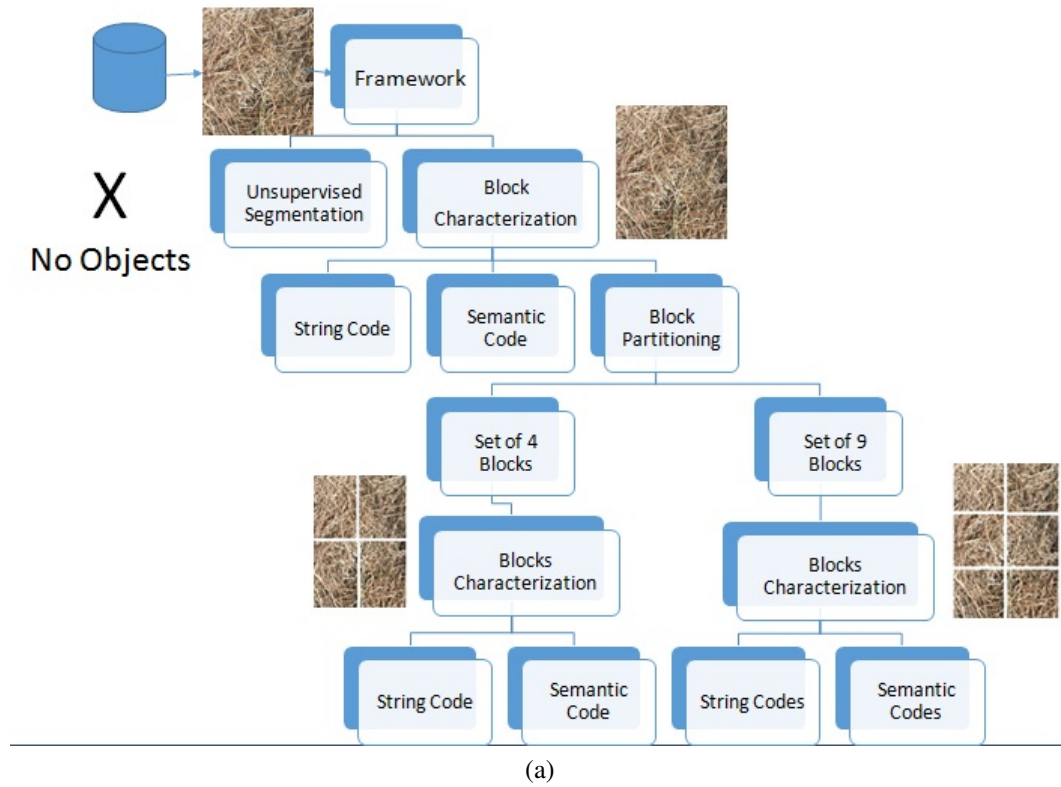 Framework
X
No Objects
Unsupervised
Segmentation
Block
Characterization
String Code
Semantic
Code
Block
Partitioning
Set of 4
Blocks
Set of 9
Blocks
Blocks
Characterization
Blocks
Characterization
String Code
Semantic
Code
String Codes
Semantic
Codes
(a)